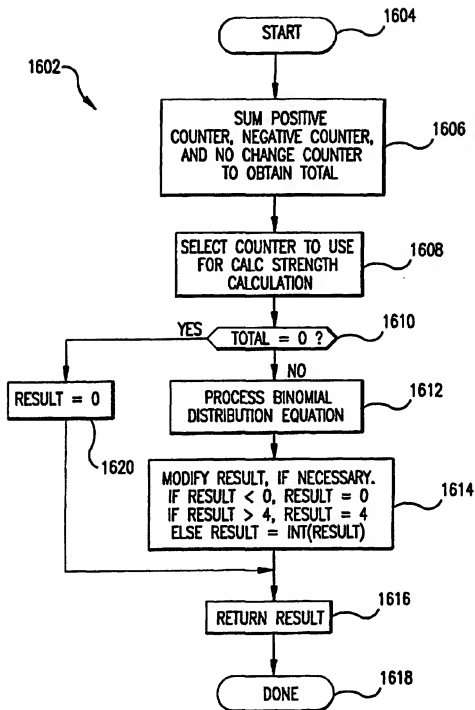 START
1604
1602
SUM POSITIVE
COUNTER, NEGATIVE COUNTER,
AND NO CHANGE COUNTER
TO OBTAIN TOTAL
1606
SELECT COUNTER TO USE
FOR CALC STRENGTH
CALCULATION
1608
YES
TOTAL = 0 ?
1610
NO
RESULT = 0
1620
PROCESS BINOMIAL
DISTRIBUTION EQUATION
1612
MODIFY RESULT, IF NECESSARY.
IF RESULT < 0, RESULT = 0
IF RESULT > 4, RESULT = 4
ELSE RESULT = INT(RESULT)
1614
RETURN RESULT
1616
DONE
1618